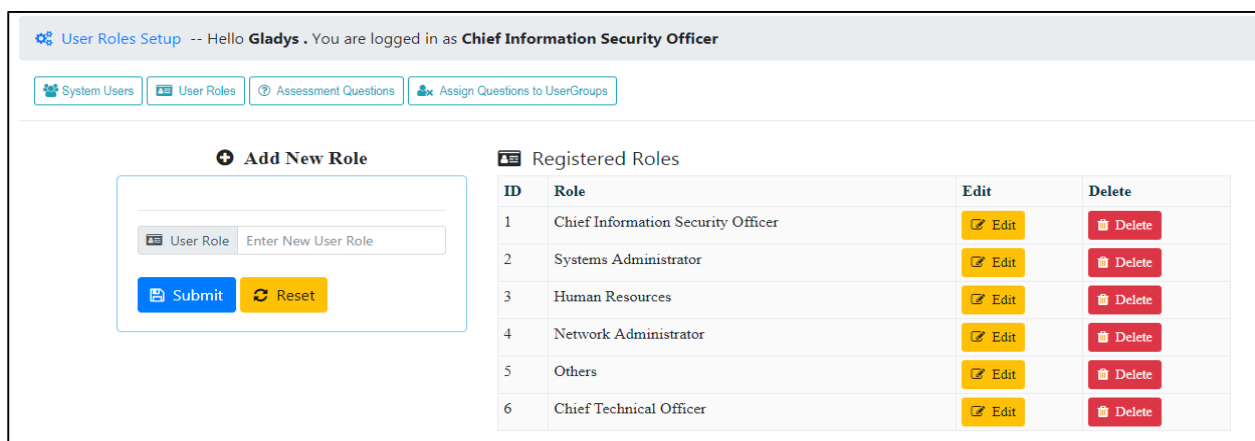 User Roles Setup -- Hello Gladys . You are logged in as Chief Information Security Officer
System Users User Roles Assessment Questions Assign Questions to UserGroups
Add New Role
User Role Enter New User Role
Submit Reset
Registered Roles
ID Role Edit Delete
1 Chief Information Security Officer Edit Delete
2 Systems Administrator Edit Delete
3 Human Resources Edit Delete
4 Network Administrator Edit Delete
5 Others Edit Delete
6 Chief Technical Officer Edit Delete